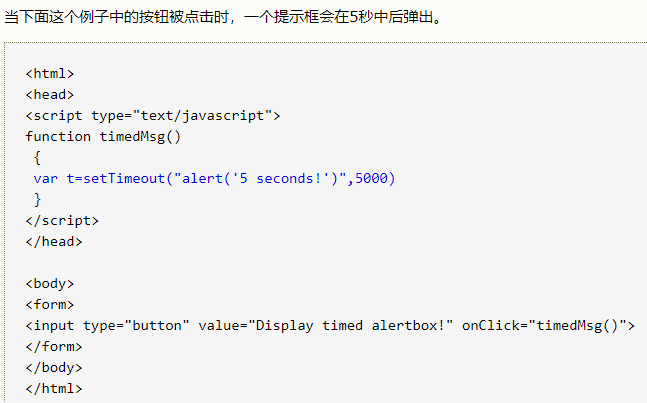 当下面这个例子中的按钮被点击时，一个提示框会在5秒中后弹出。
<html>
<head>
<script type="text/javascript">
function timedMsg()
 {
 var t=setTimeout("alert('5 seconds!')",5000)
 }
</script>
</head>

<body>
<form>
<input type="button" value="Display timed alertbox!" onClick="timedMsg()">
</form>
</body>
</html>